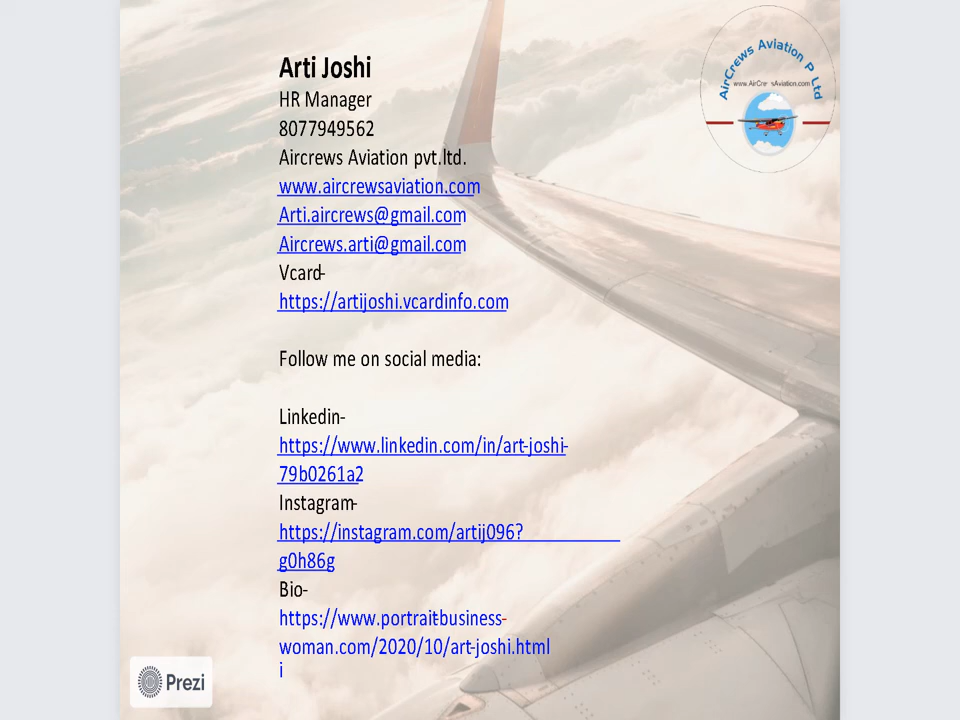 AirCrews Aviation P Ltd
Arti Joshi
HR Manager
8077949562
Aircrews Aviation pvt.ltd.
www.aircrewsaviation.com
Arti.aircrews@gmail.com
Aircrews.arti@gmail.com
Vcard-
https://artijoshi.vcardinfo.com
Follow me on social media:
Linkedin-
https://www.linkedin.com/in/art-joshi-
79b0261a2
Instagram-
https://instagram.com/artij096?
g0h86g
Bio-
https://www.portrait-business-
woman.com/2020/10/art-joshi.html
i
Prezi